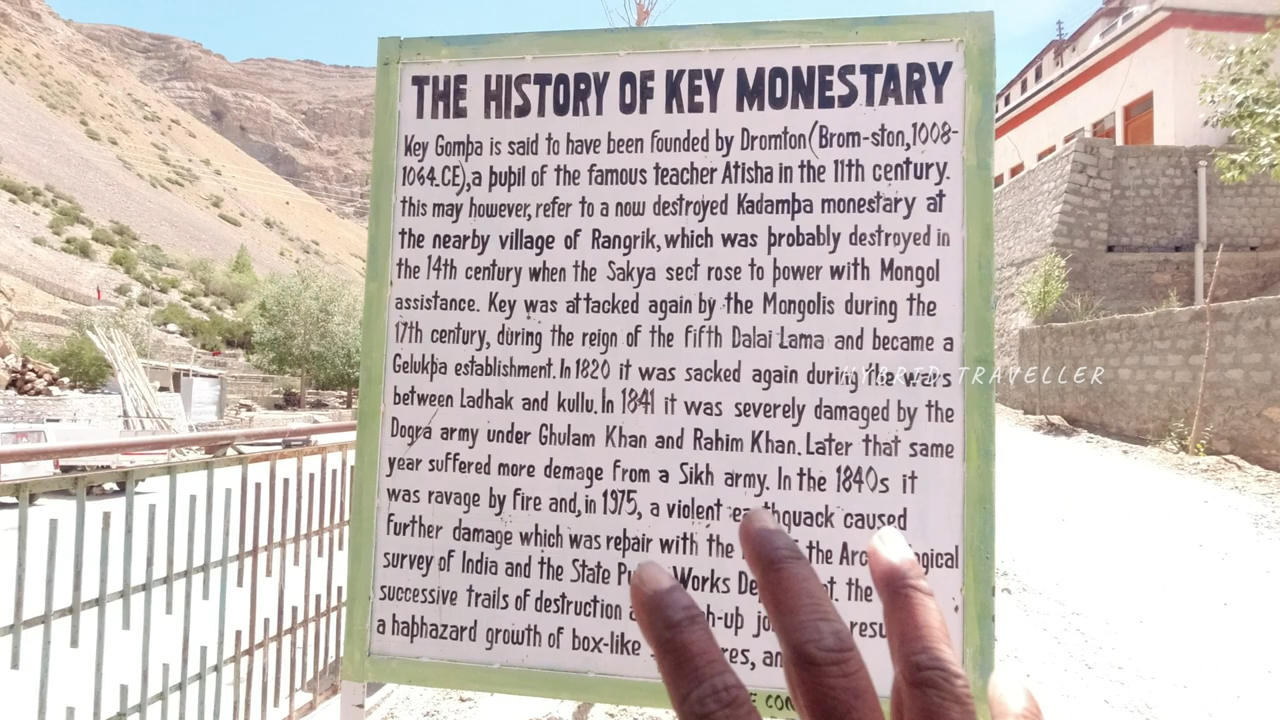 THE HISTORY OF KEY MONESTARY
Key Gompa is said to have been founded by Dromton (Brom-ston, 1008-
1064.CE), a pupil of the famous teacher Atisha in the 11th century.
this may however, refer to a now destroyed Kadampa monestary at
the nearby village of Rangrik, which was probably destroyed in
the 14th century when the Sakya sect rose to power with Mongol
assistance. Key was attacked again by the Mongolis during the
17th century, during the reign of the fifth Dalai Lama and became a
Gelukpa establishment. In 1820 it was sacked again during the wars
HYBRID TRAVELLER
between Ladhak and kullu. In 1841 it was severely damaged by the
Dogra army under Ghulam Khan and Rahim Khan. Later that same
year suffered more demage from a Sikh army. In the 1840s it
was ravage by fire and, in 1975, a violent caused
further damage which was repair with the the
survey of India and the State Works the
successive trails of destruction
a haphazard growth of box-like